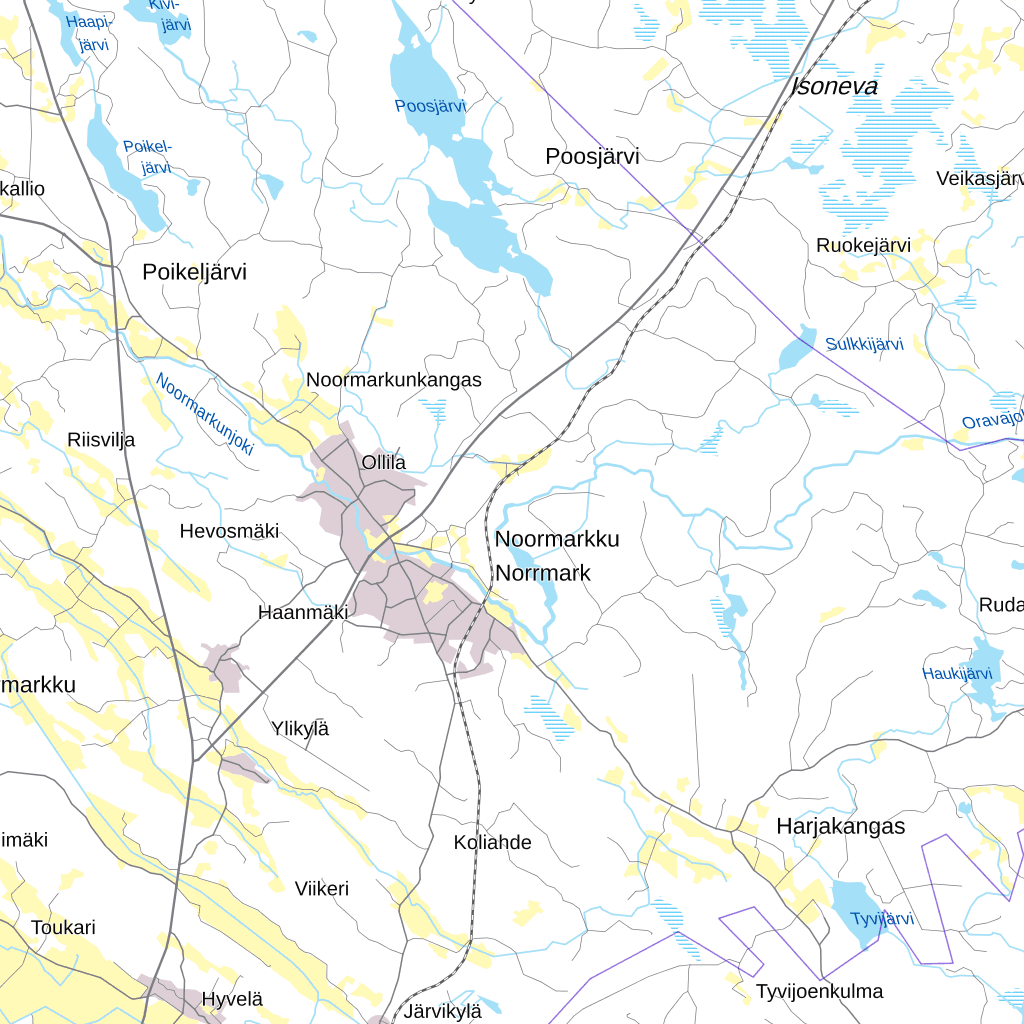 Kivi-
järvi
Haapi-
järvi
Isoneva
Poosjärvi
Poikel-
järvi
Poosjärvi
Veikasjärv
kallio
Ruokejärvi
Poikeljärvi
Sulkkijärvi
Noormarkunkangas
Noormarkunjoki
Oravajo
Riisvilja
Ollila
Hevosmäki
Noormarkku
Norrmark
Haanmäki
Ruda
Haukijärvi
markku
Ylikylä
Harjakangas
imäki
Koliahde
Viikeri
Tyvijärvi
Toukari
Tyvijoenkulma
Hyvelä
Järvikylä